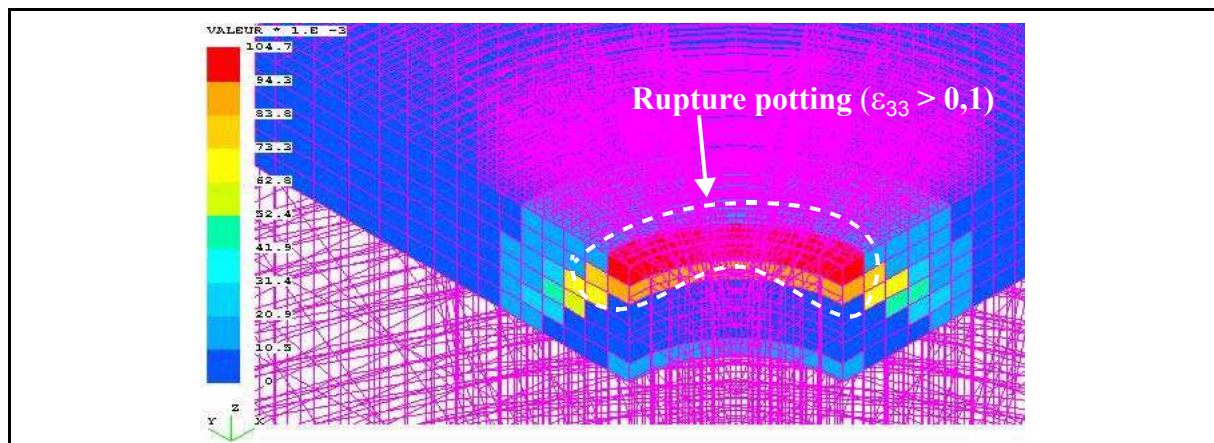 VALEUR * 1.E -3
104.7
94.3
83.8
73.3
62.8
52.4
41.9
31.4
20.9
10.5
0
Rupture potting (ε₃₃ > 0,1)
Z
Y X